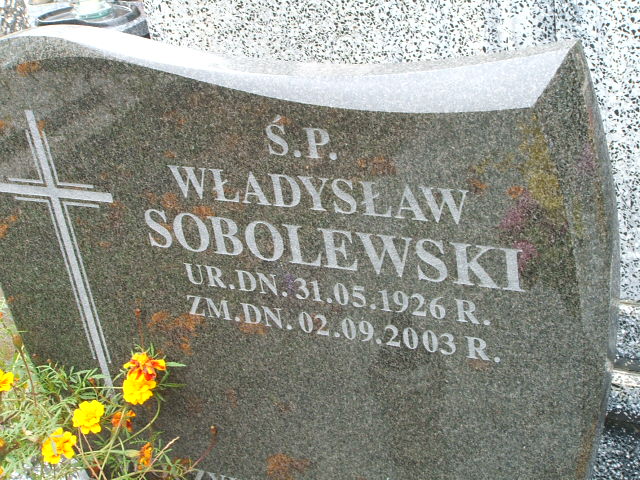 Ś.P.
WŁADYSŁAW
SOBOLEWSKI
UR.DN.31.05.1926 R.
ZM.DN.02.09.2003 R.